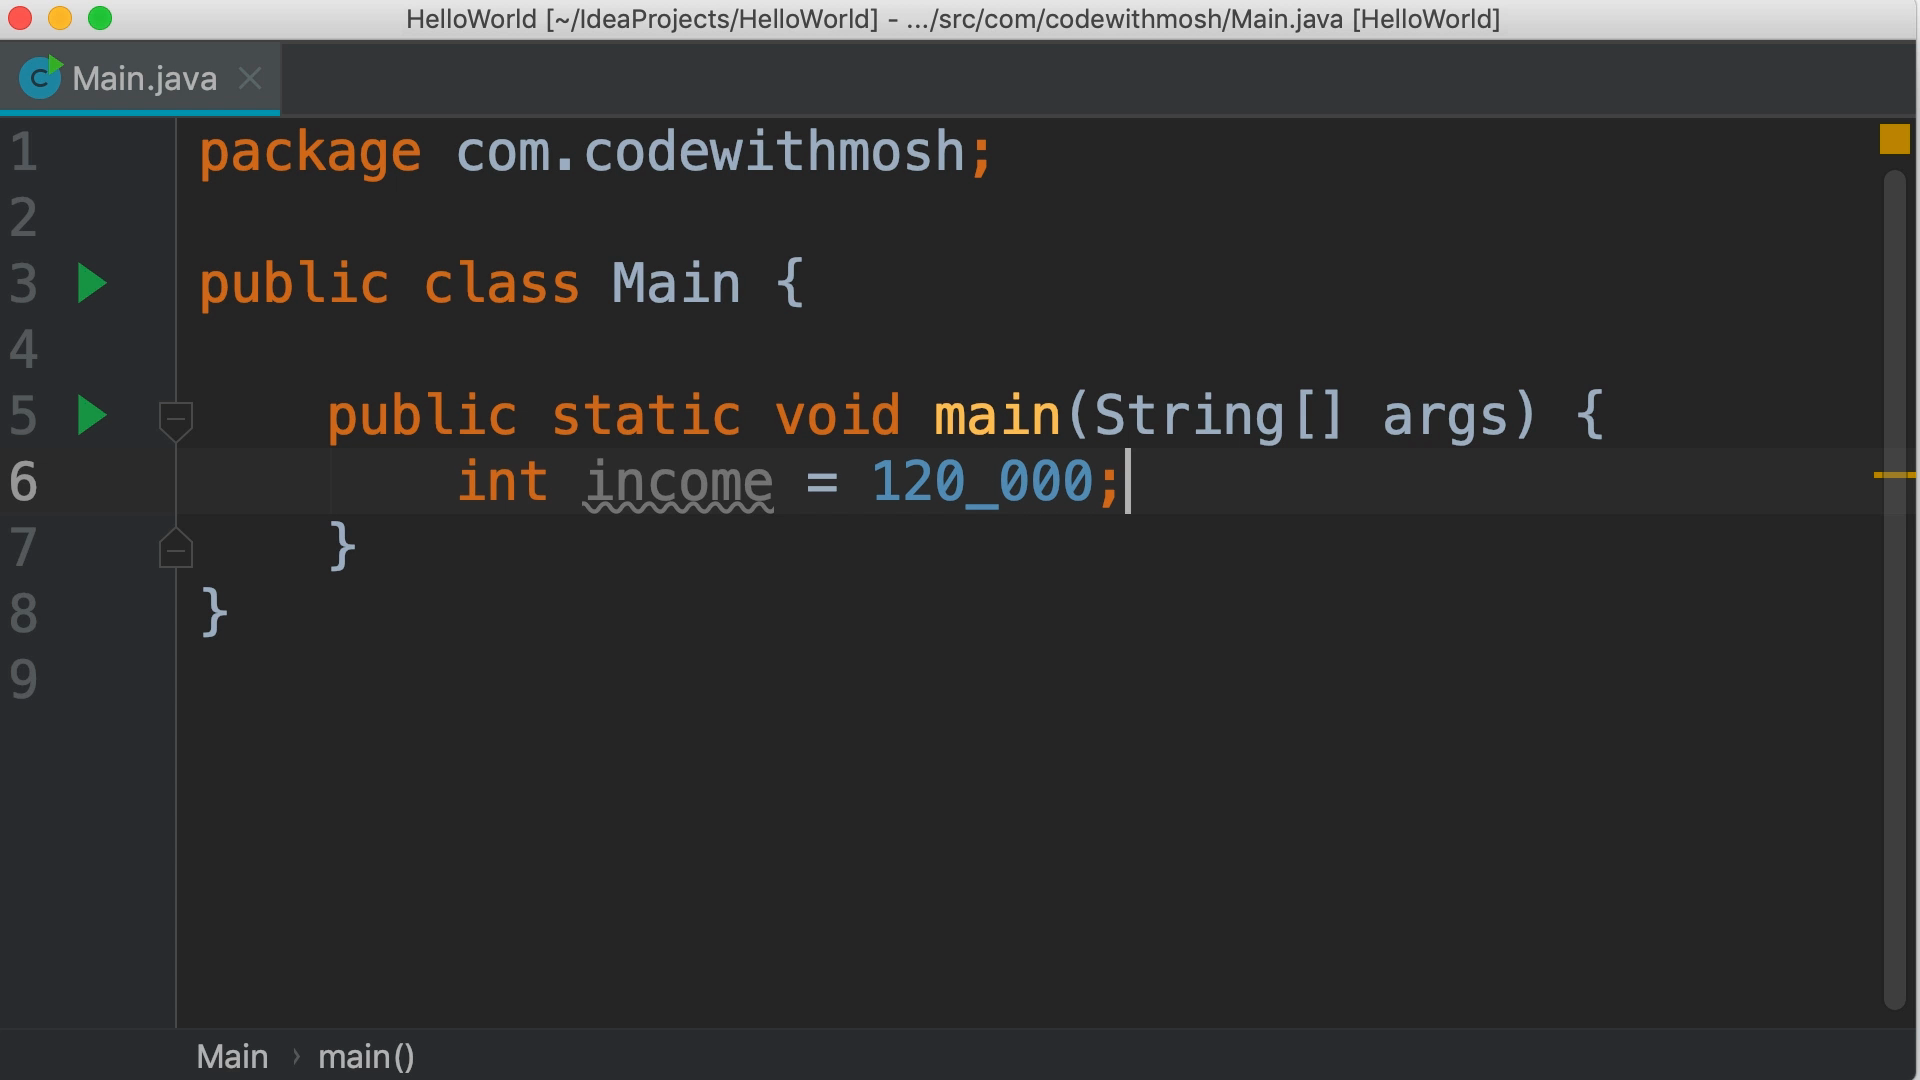 HelloWorld [~/IdeaProjects/HelloWorld] - .../src/com/codewithmosh/Main.java [HelloWorld]
C Main.java
1 package com.codewithmosh;
2
3 public class Main {
4
5 public static void main(String[] args) {
6 int income = 120_000;
7 }
8 }
9
Main › main()